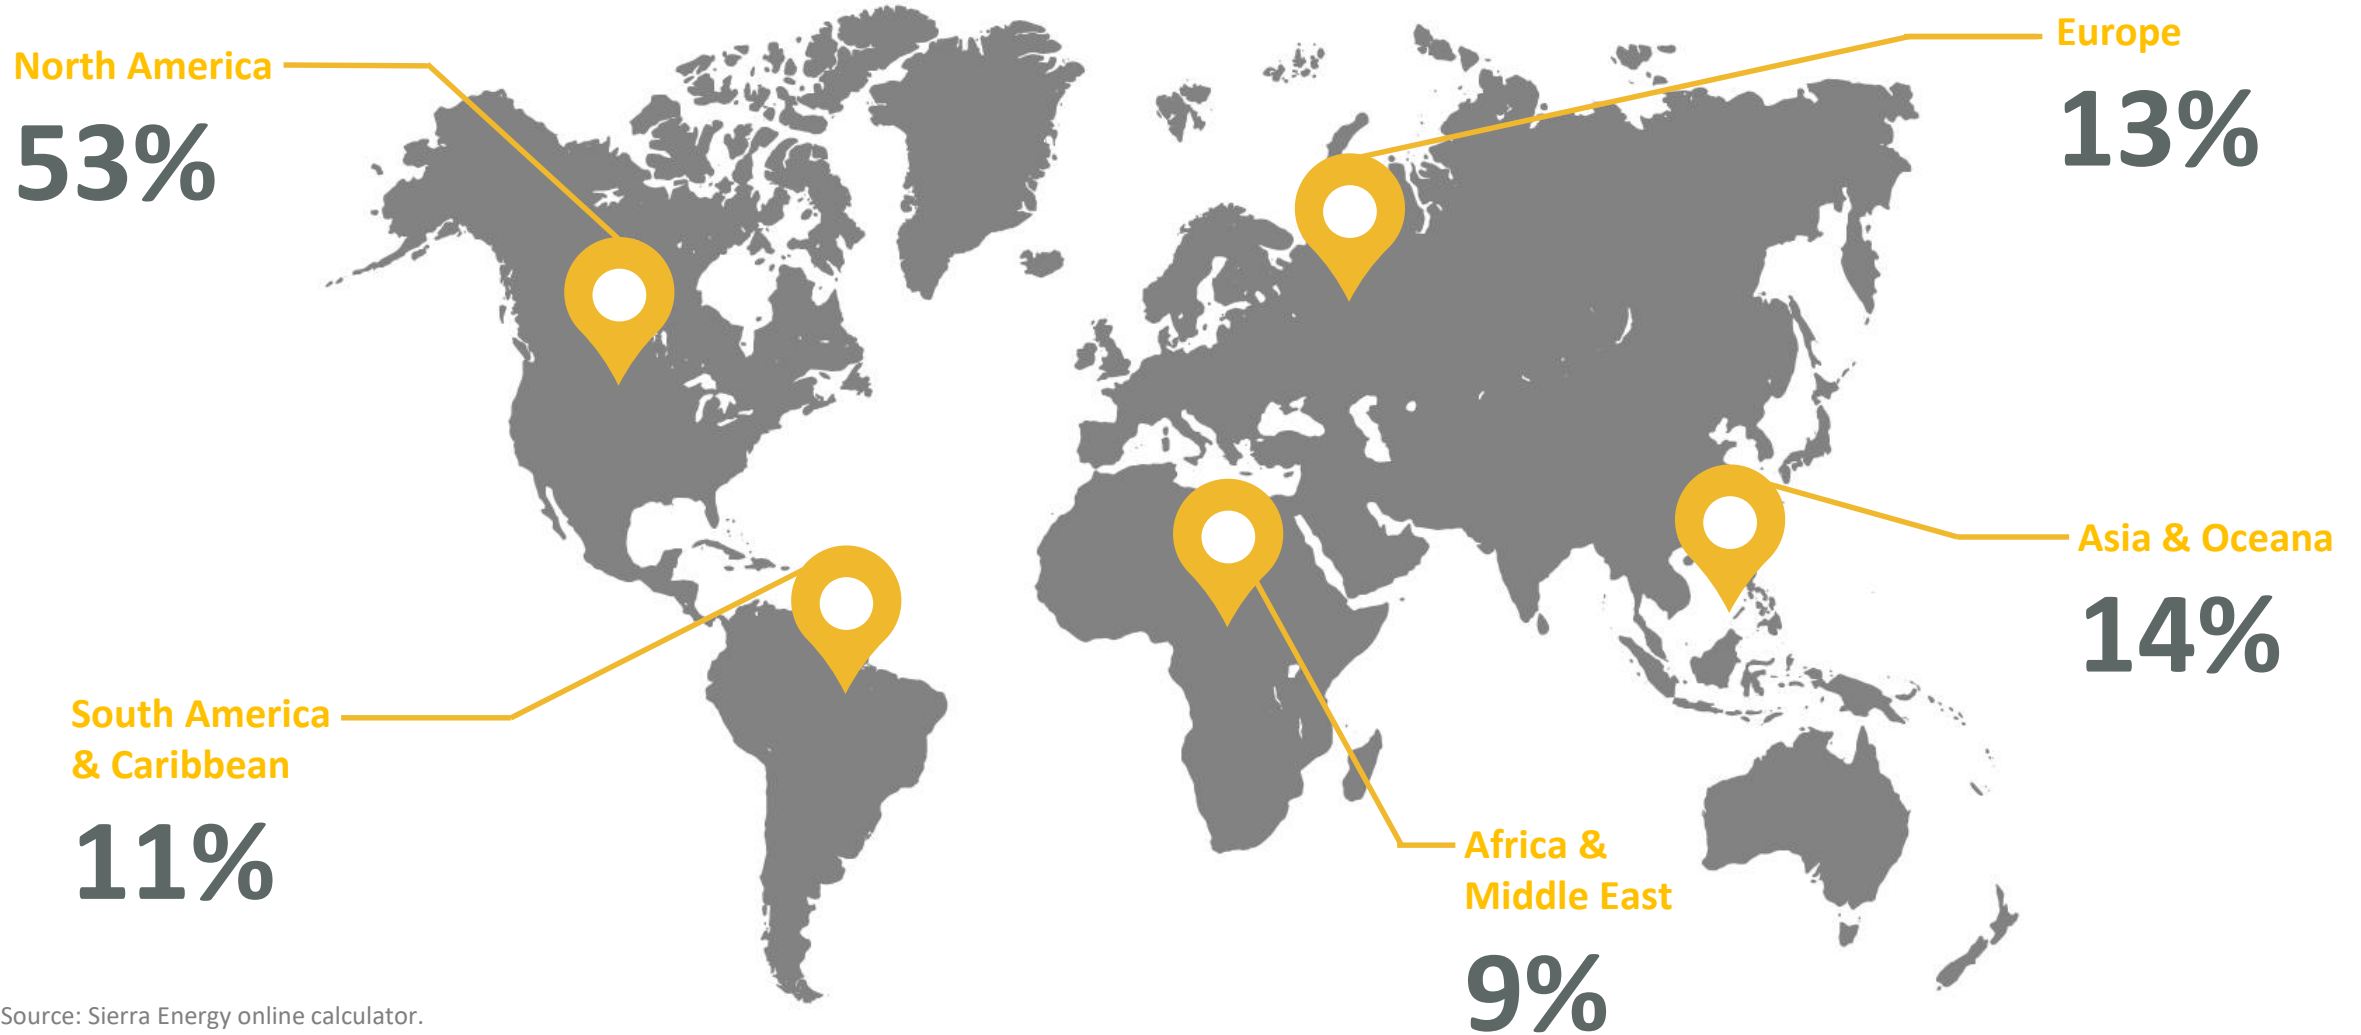 North America
53%
Europe
13%
Asia & Oceana
14%
South America
& Caribbean
11%
Africa &
Middle East
9%
Source: Sierra Energy online calculator.